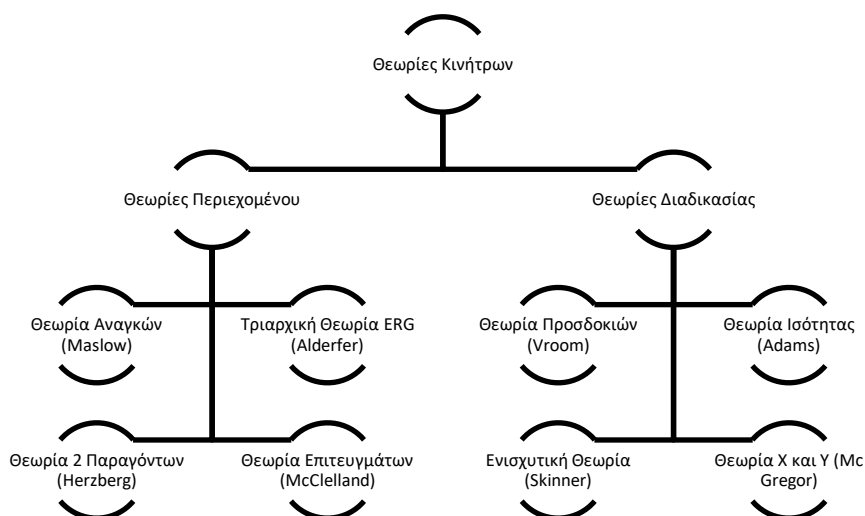 Θεωρίες Κινήτρων
Θεωρίες Περιεχομένου
Θεωρίες Διαδικασίας
Θεωρία Αναγκών
(Maslow)
Τριαρχική Θεωρία ERG
(Alderfer)
Θεωρία Προσδοκιών
(Vroom)
Θεωρία Ισότητας
(Adams)
Θεωρία 2 Παραγόντων
(Herzberg)
Θεωρία Επιτευγμάτων
(McClelland)
Ενισχυτική Θεωρία
(Skinner)
Θεωρία Χ και Υ (Mc
Gregor)